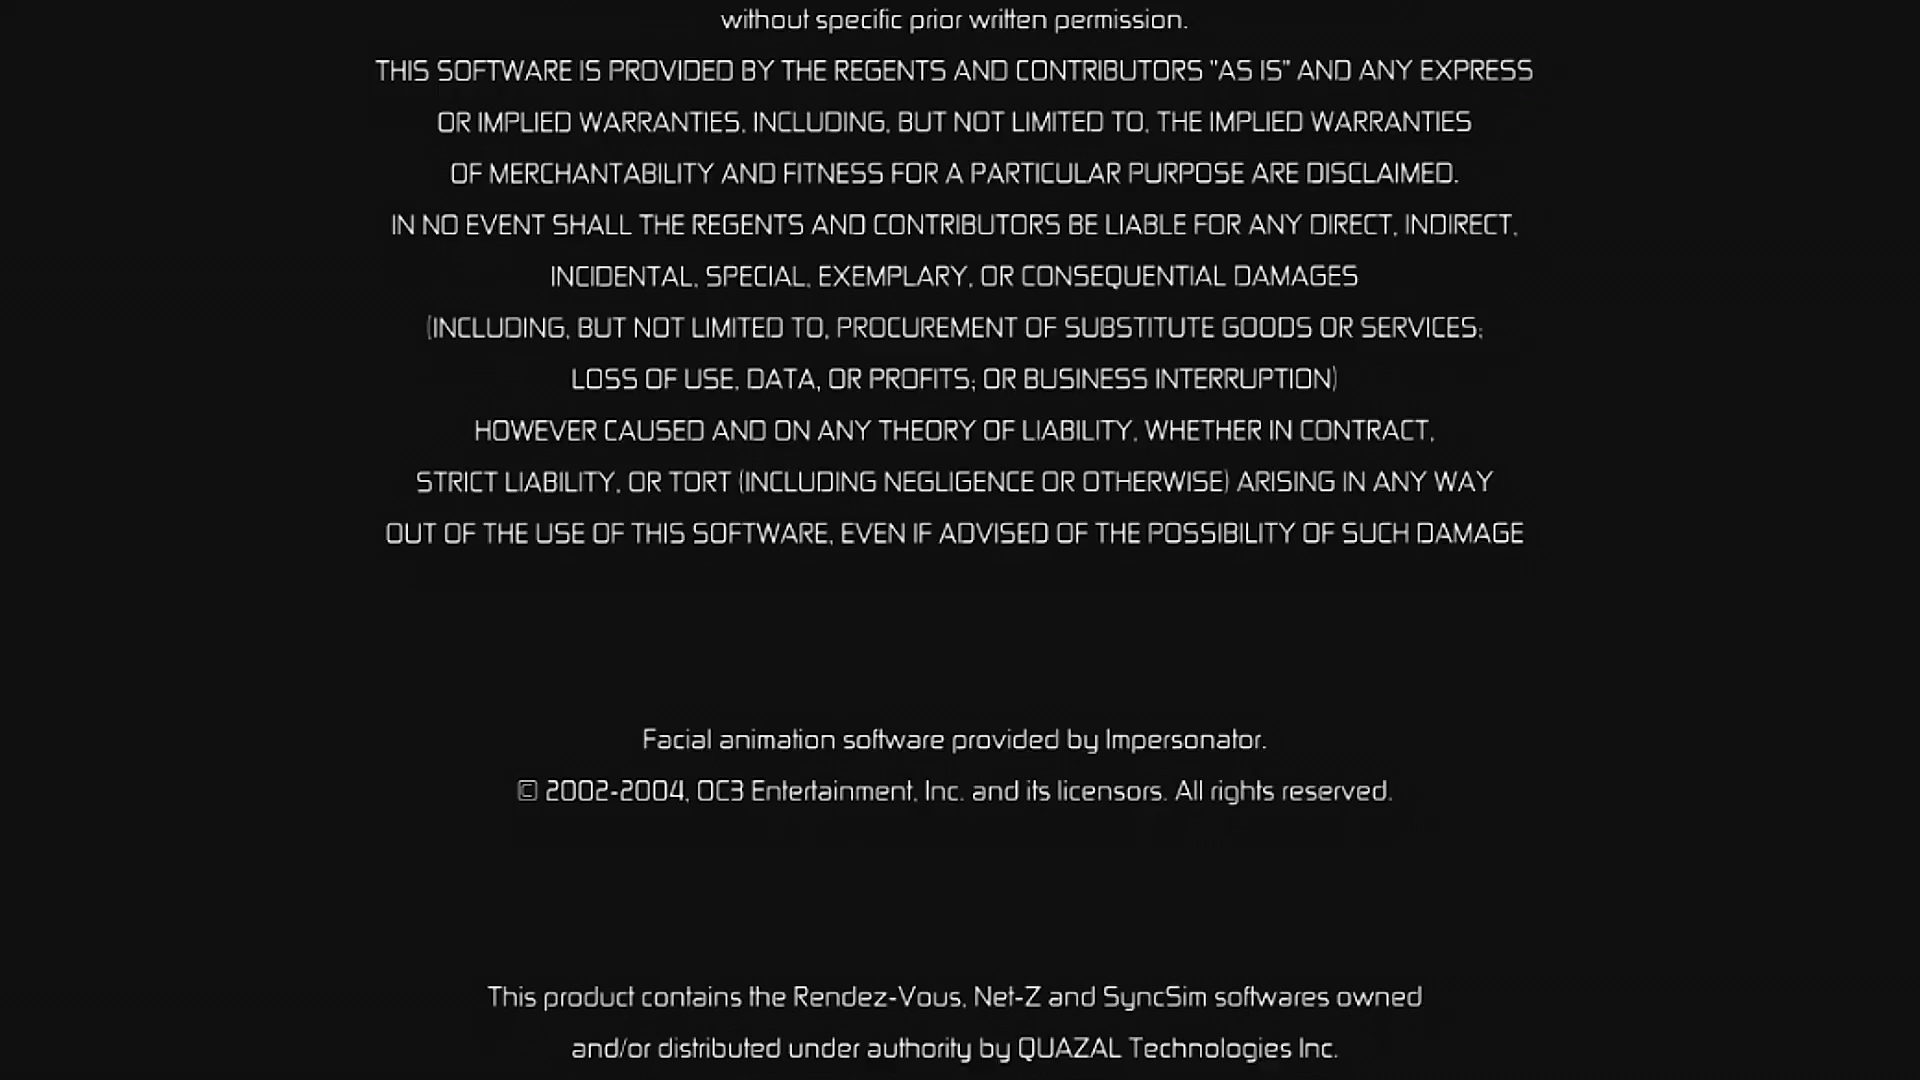 without specific prior written permission.
THIS SOFTWARE IS PROVIDED BY THE REGENTS AND CONTRIBUTORS "AS IS" AND ANY EXPRESS
OR IMPLIED WARRANTIES, INCLUDING, BUT NOT LIMITED TO, THE IMPLIED WARRANTIES
OF MERCHANTABILITY AND FITNESS FOR A PARTICULAR PURPOSE ARE DISCLAIMED.
IN NO EVENT SHALL THE REGENTS AND CONTRIBUTORS BE LIABLE FOR ANY DIRECT, INDIRECT,
INCIDENTAL, SPECIAL, EXEMPLARY, OR CONSEQUENTIAL DAMAGES
(INCLUDING, BUT NOT LIMITED TO, PROCUREMENT OF SUBSTITUTE GOODS OR SERVICES;
LOSS OF USE, DATA, OR PROFITS; OR BUSINESS INTERRUPTION)
HOWEVER CAUSED AND ON ANY THEORY OF LIABILITY, WHETHER IN CONTRACT,
STRICT LIABILITY, OR TORT (INCLUDING NEGLIGENCE OR OTHERWISE) ARISING IN ANY WAY
OUT OF THE USE OF THIS SOFTWARE, EVEN IF ADVISED OF THE POSSIBILITY OF SUCH DAMAGE
Facial animation software provided by Impersonator.
© 2002-2004, OC3 Entertainment, Inc. and its licensors. All rights reserved.
This product contains the Rendez-Vous, Net-Z and SyncSim softwares owned
and/or distributed under authority by QUAZAL Technologies Inc.